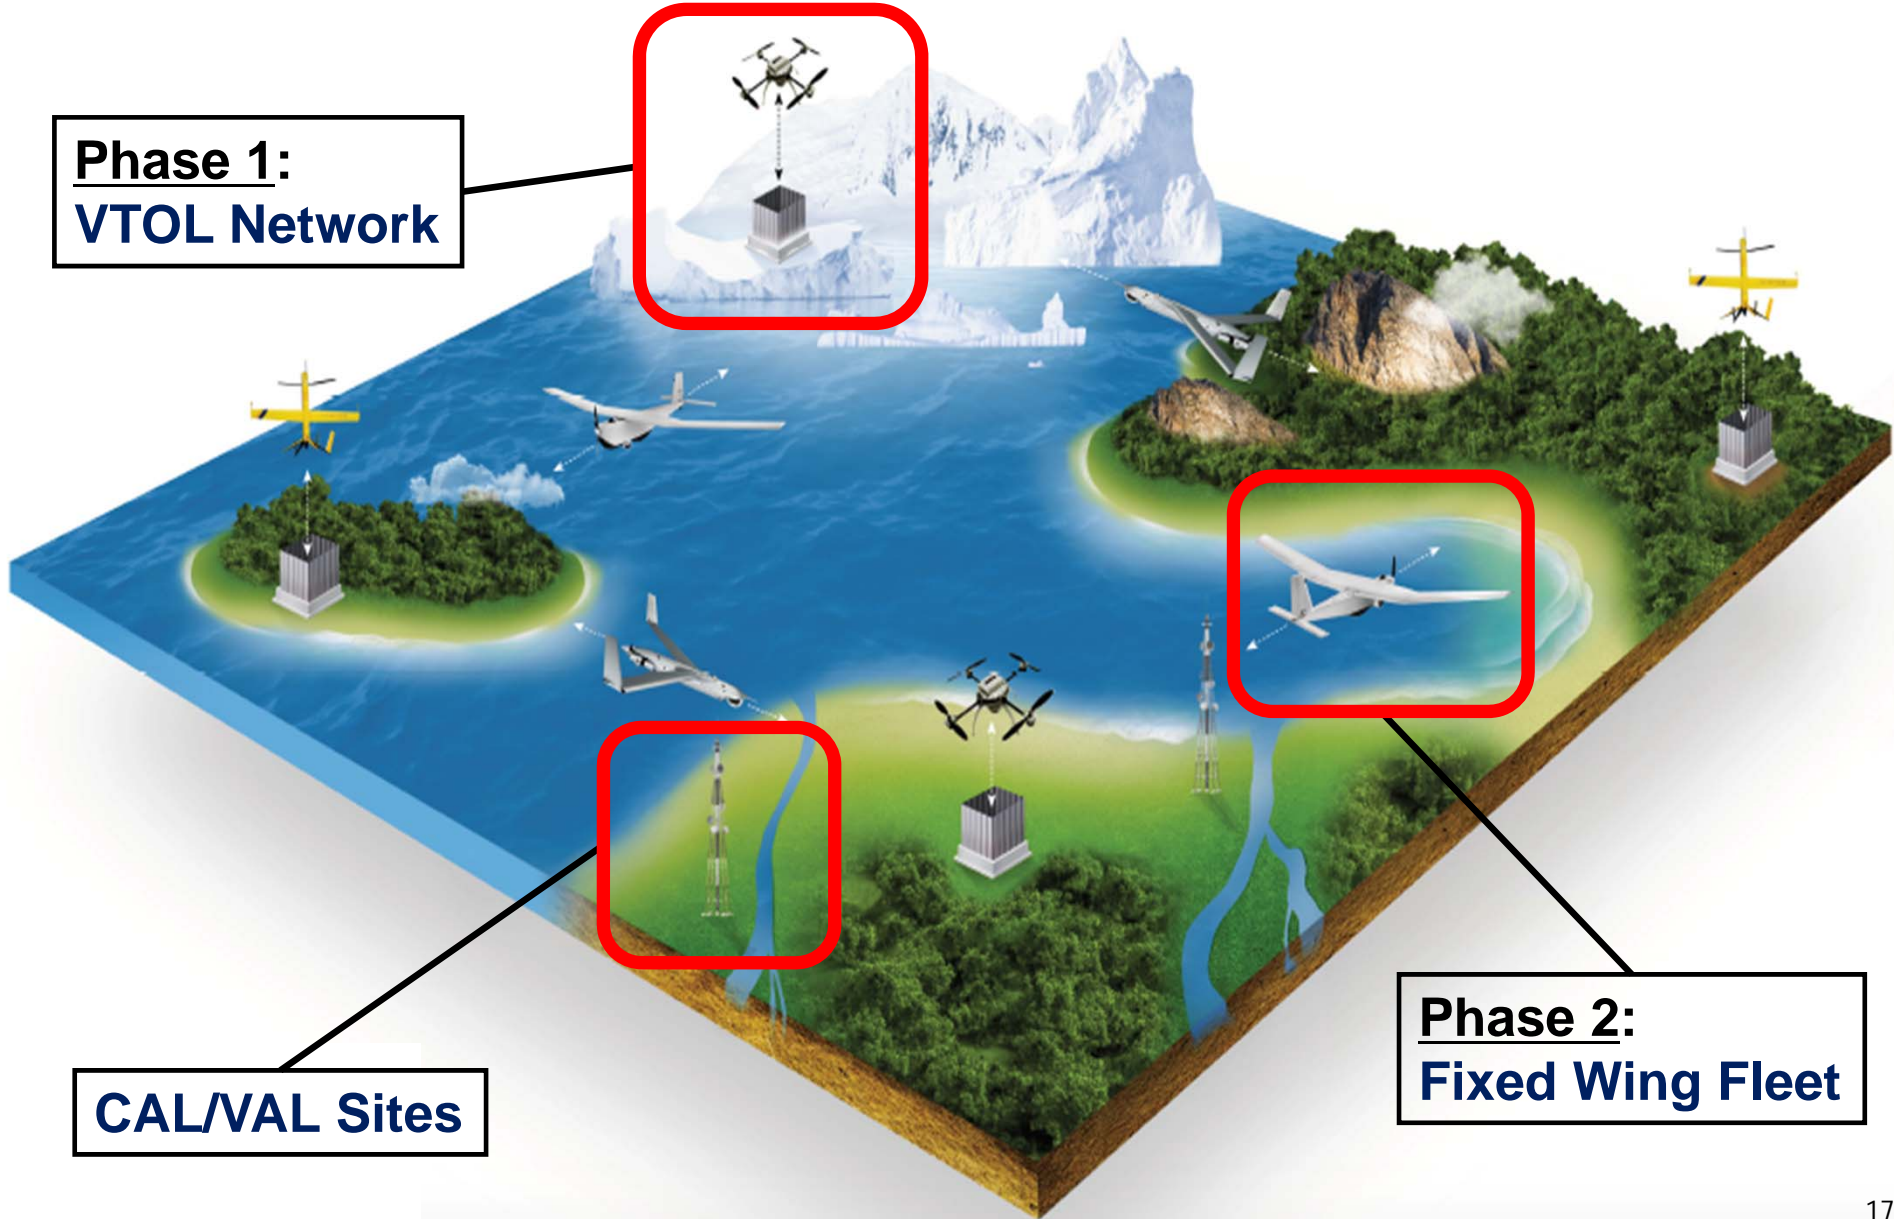 Phase 1:
VTOL Network
CAL/VAL Sites
Phase 2:
Fixed Wing Fleet
17